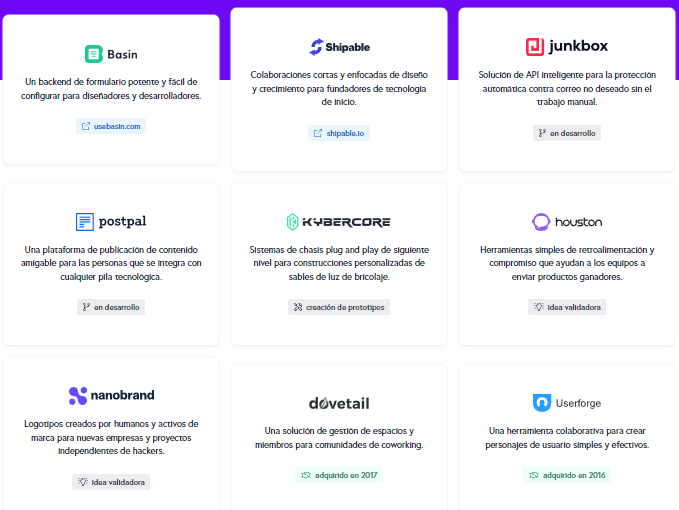 Basin
Un backend de formulario potente y fácil de
configurar para diseñadores y desarrolladores.
usebasin.com
Shipable
Colaboraciones cortas y enfocadas de diseño
y crecimiento para fundadores de tecnología
de inicio.
shipable.io
junkbox
Solución de API inteligente para la protección
automática contra correo no deseado sin el
trabajo manual.
en desarrollo
postpal
Una plataforma de publicación de contenido
amigable para las personas que se integra con
cualquier pila tecnológica.
en desarrollo
KYBERCORE
Sistemas de chasis plug and play de siguiente
nivel para construcciones personalizadas de
sables de luz de bricolaje.
creación de prototipos
houston
Herramientas simples de retroalimentación y
compromiso que ayudan a los equipos a
enviar productos ganadores.
idea validadora
nanobrand
Logotipos creados por humanos y activos de
marca para nuevas empresas y proyectos
independientes de hackers.
idea validadora
dovetail
Una solución de gestión de espacios y
miembros para comunidades de coworking.
adquirido en 2017
Userforge
Una herramienta colaborativa para crear
personajes de usuario simples y efectivos.
adquirido en 2016